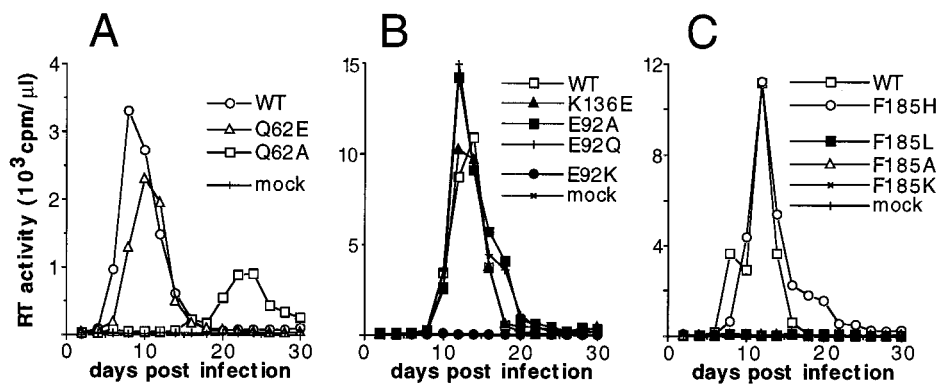 A
B
C
RT activity (10³cpm/μl)
4
3
2
1
0
10
20
30
days post infection
WT
Q62E
Q62A
mock
15
10
5
0
10
20
30
days post infection
WT
K136E
E92A
E92Q
E92K
mock
12
8
4
0
10
20
30
days post infection
WT
F185H
F185L
F185A
F185K
mock